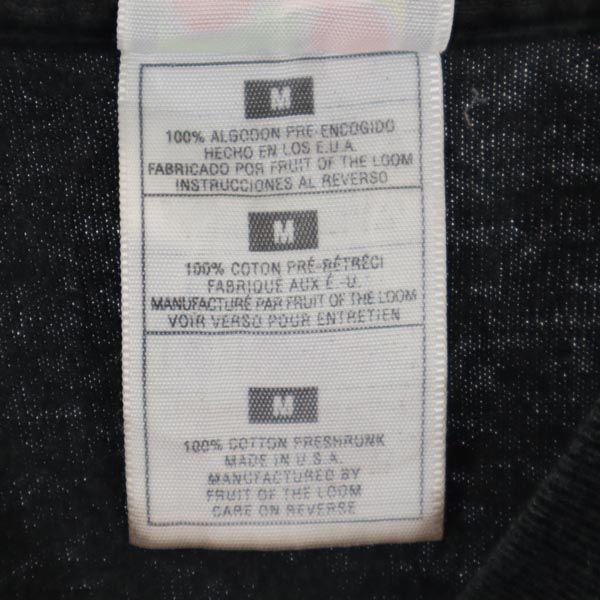 M
100% ALGODON PRE-ENCOGIDO
HECHO EN LOS E.U.A.
FABRICADO POR FRUIT OF THE LOOM
INSTRUCCIONES AL REVERSO
M
100% COTON PRÉ-RÉTRÉCI
FABRIQUÉ AUX É.-U.
MANUFACTURÉ PAR FRUIT OF THE LOOM
VOIR VERSO POUR ENTRETIEN
M
100% COTTON PRESHRUNK
MADE IN U.S.A.
MANUFACTURED BY
FRUIT OF THE LOOM
CARE ON REVERSE